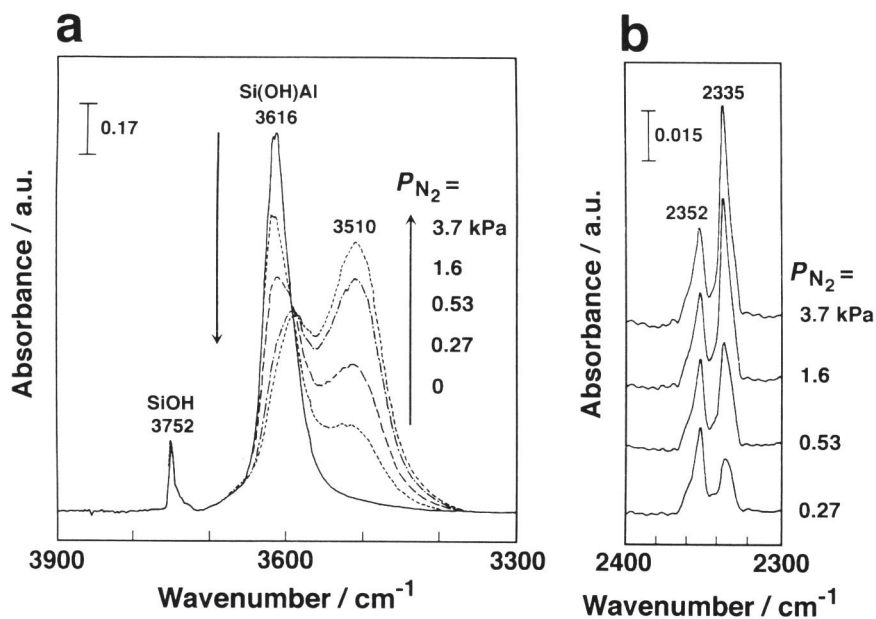 a
Si(OH)Al
3616
0.17
P_N₂ =
3510
3.7 kPa
1.6
0.53
0.27
0
SiOH
3752
Absorbance / a.u.
3900
3600
3300
Wavenumber / cm⁻¹
b
2335
0.015
2352
P_N₂ =
3.7 kPa
1.6
0.53
0.27
Absorbance / a.u.
2400
2300
Wavenumber / cm⁻¹